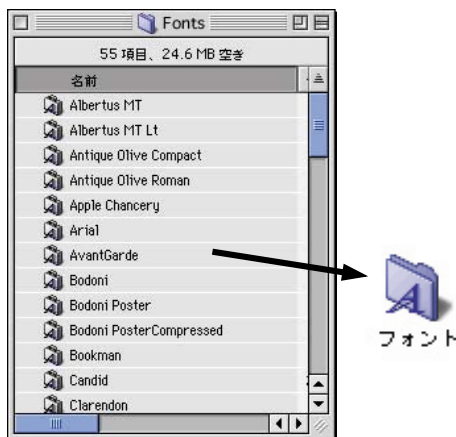 Fonts
55 項目、24.6 MB 空き
名前
Albertus MT
Albertus MT Lt
Antique Olive Compact
Antique Olive Roman
Apple Chancery
Arial
AvantGarde
Bodoni
Bodoni Poster
Bodoni PosterCompressed
Bookman
Candid
Clarendon
フォント